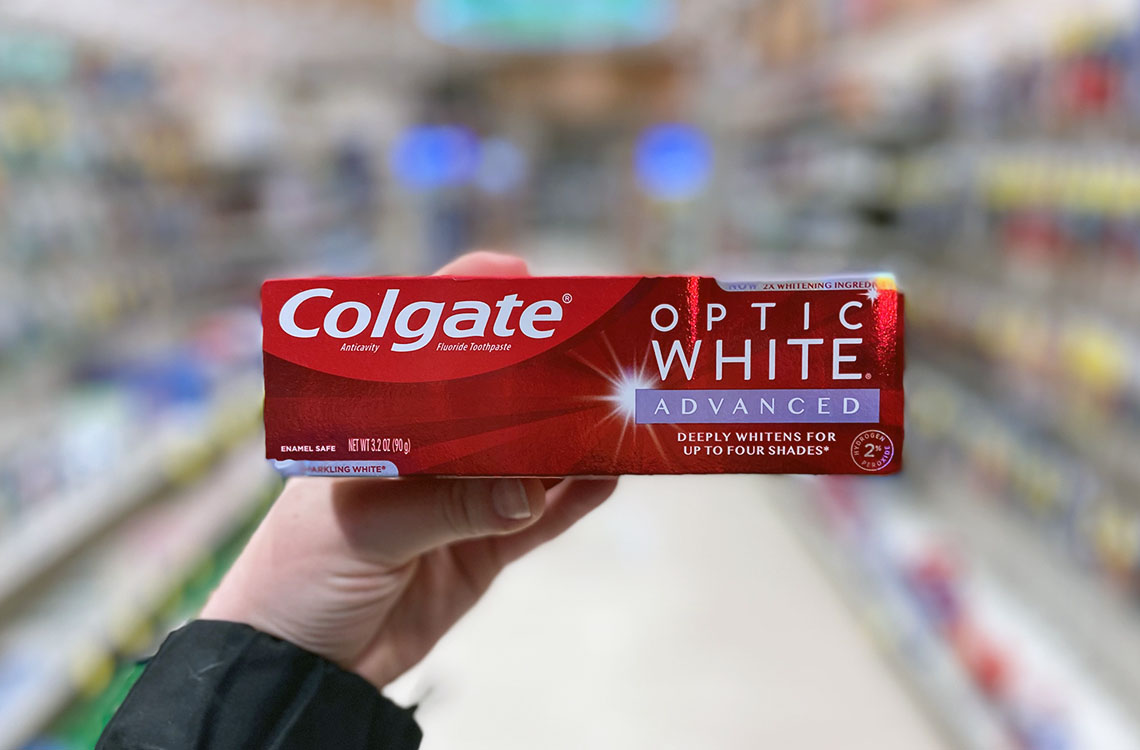 Colgate®
Anticavity Fluoride Toothpaste
ENAMEL SAFE NET WT 3.2 OZ (90 g)
WHITE*
NOW 2X WHITENING
OPTIC
WHITE®
ADVANCED
DEEPLY WHITENS FOR
UP TO FOUR SHADES*
HYDROGEN
2%
PEROXIDE